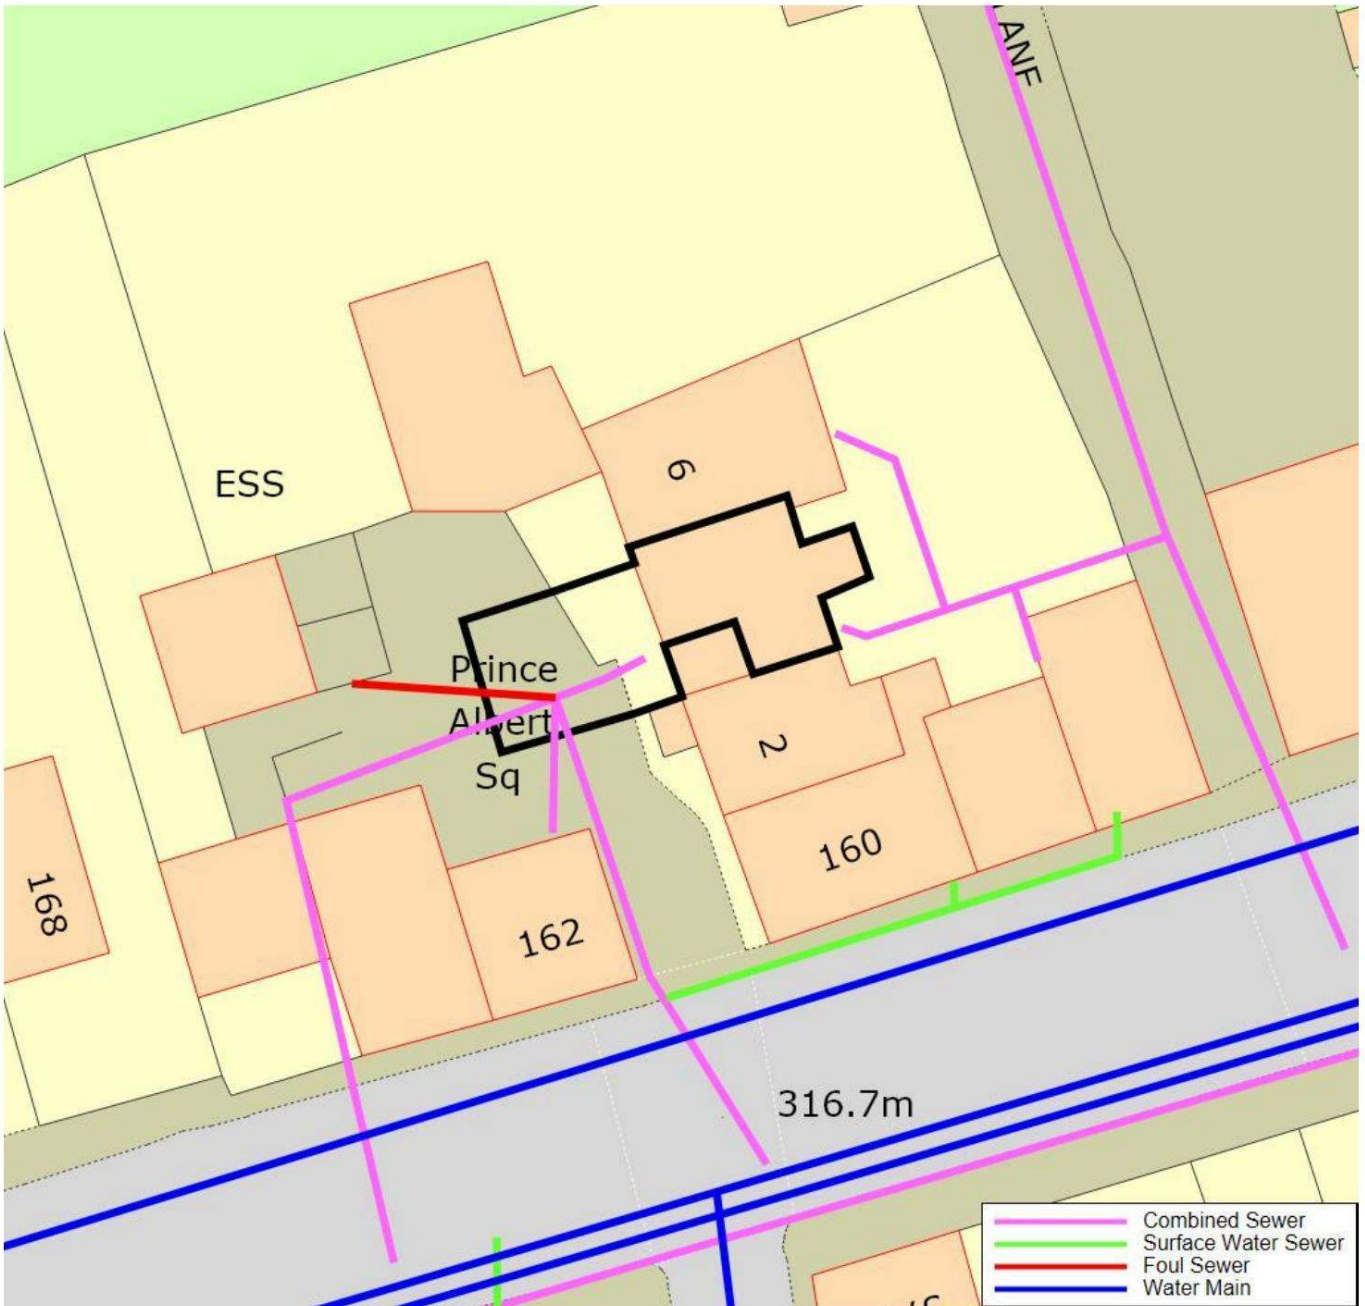 ANF
6
ESS
Prince
Albert
Sq
2
160
168
162
316.7m
Combined Sewer
Surface Water Sewer
Foul Sewer
Water Main